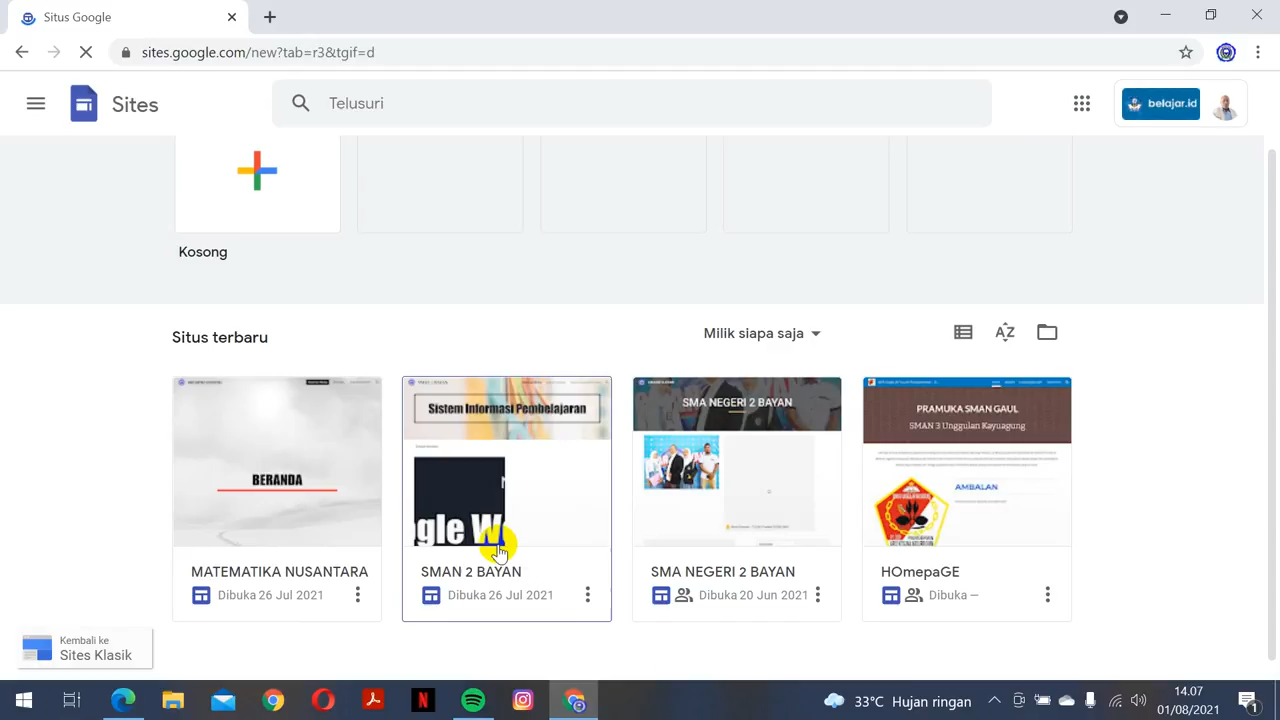 Situs Google
sites.google.com/new?tab=r3&tgif=d
Sites
Telusuri
belajar.id
Kosong
Situs terbaru
Milik siapa saja
AZ
BERANDA
Sistem Informasi Pembelajaran
gle W
SMA NEGERI 2 BAYAN
PRAMUKA SMAN GAUL
SMAN 3 Unggulan Kayuagung
AMBALAN
MATEMATIKA NUSANTARA
Dibuka 26 Jul 2021
SMAN 2 BAYAN
Dibuka 26 Jul 2021
SMA NEGERI 2 BAYAN
Dibuka 20 Jun 2021
HOmepaGE
Dibuka —
Kembali ke
Sites Klasik
33°C Hujan ringan
14.07
01/08/2021
1